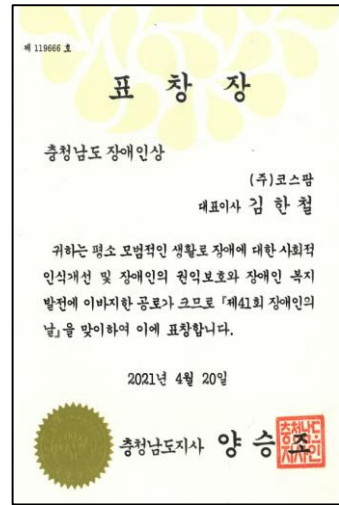 제 119666 호
표 창 장
충청남도 장애인상
(주)코스팜
대표이사 김 한 철
귀하는 평소 모범적인 생활로 장애에 대한 사회적
인식개선 및 장애인의 권익보호와 장애인 복지
발전에 이바지한 공로가 크므로 「제41회 장애인의
날」을 맞이하여 이에 표창합니다.
2021년 4월 20일
충청남도지사 양 승 조